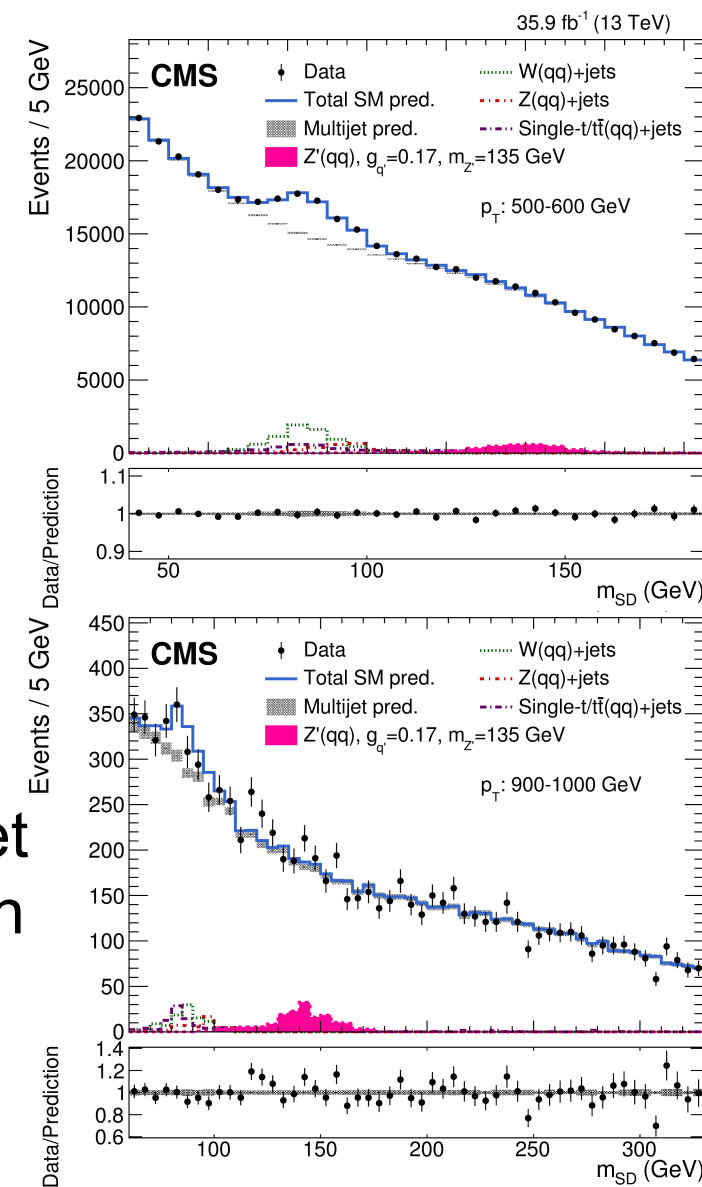 35.9 fb⁻¹ (13 TeV)
Events / 5 GeV
CMS
Data
Total SM pred.
Multijet pred.
Z'(qq), g_q'=0.17, m_Z'=135 GeV
W(qq)+jets
Z(qq)+jets
Single-t/tt̄(qq)+jets
p_T: 500-600 GeV
25000
20000
15000
10000
5000
0
Data/Prediction
1.1
1
0.9
50 100 150
m_SD (GeV)
Events / 5 GeV
CMS
Data
Total SM pred.
Multijet pred.
Z'(qq), g_q'=0.17, m_Z'=135 GeV
W(qq)+jets
Z(qq)+jets
Single-t/tt̄(qq)+jets
p_T: 900-1000 GeV
450
400
350
300
250
200
150
100
50
0
et
n
Data/Prediction
1.4
1.2
1
0.8
0.6
100 150 200 250 300
m_SD (GeV)